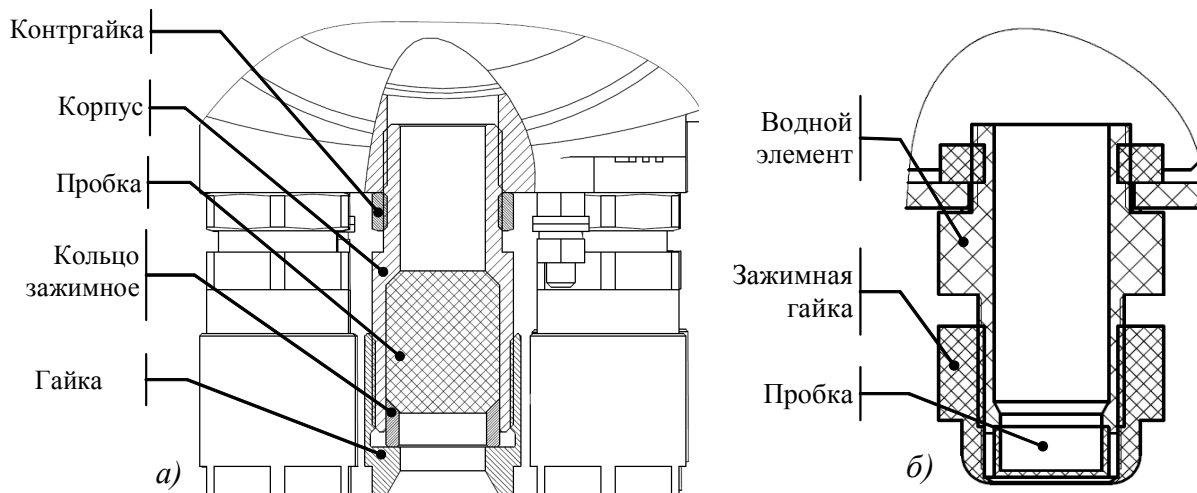 Контргайка
Корпус
Пробка
Кольцо
зажимное
Гайка
а)
Водной
элемент
Зажимная
гайка
Пробка
б)